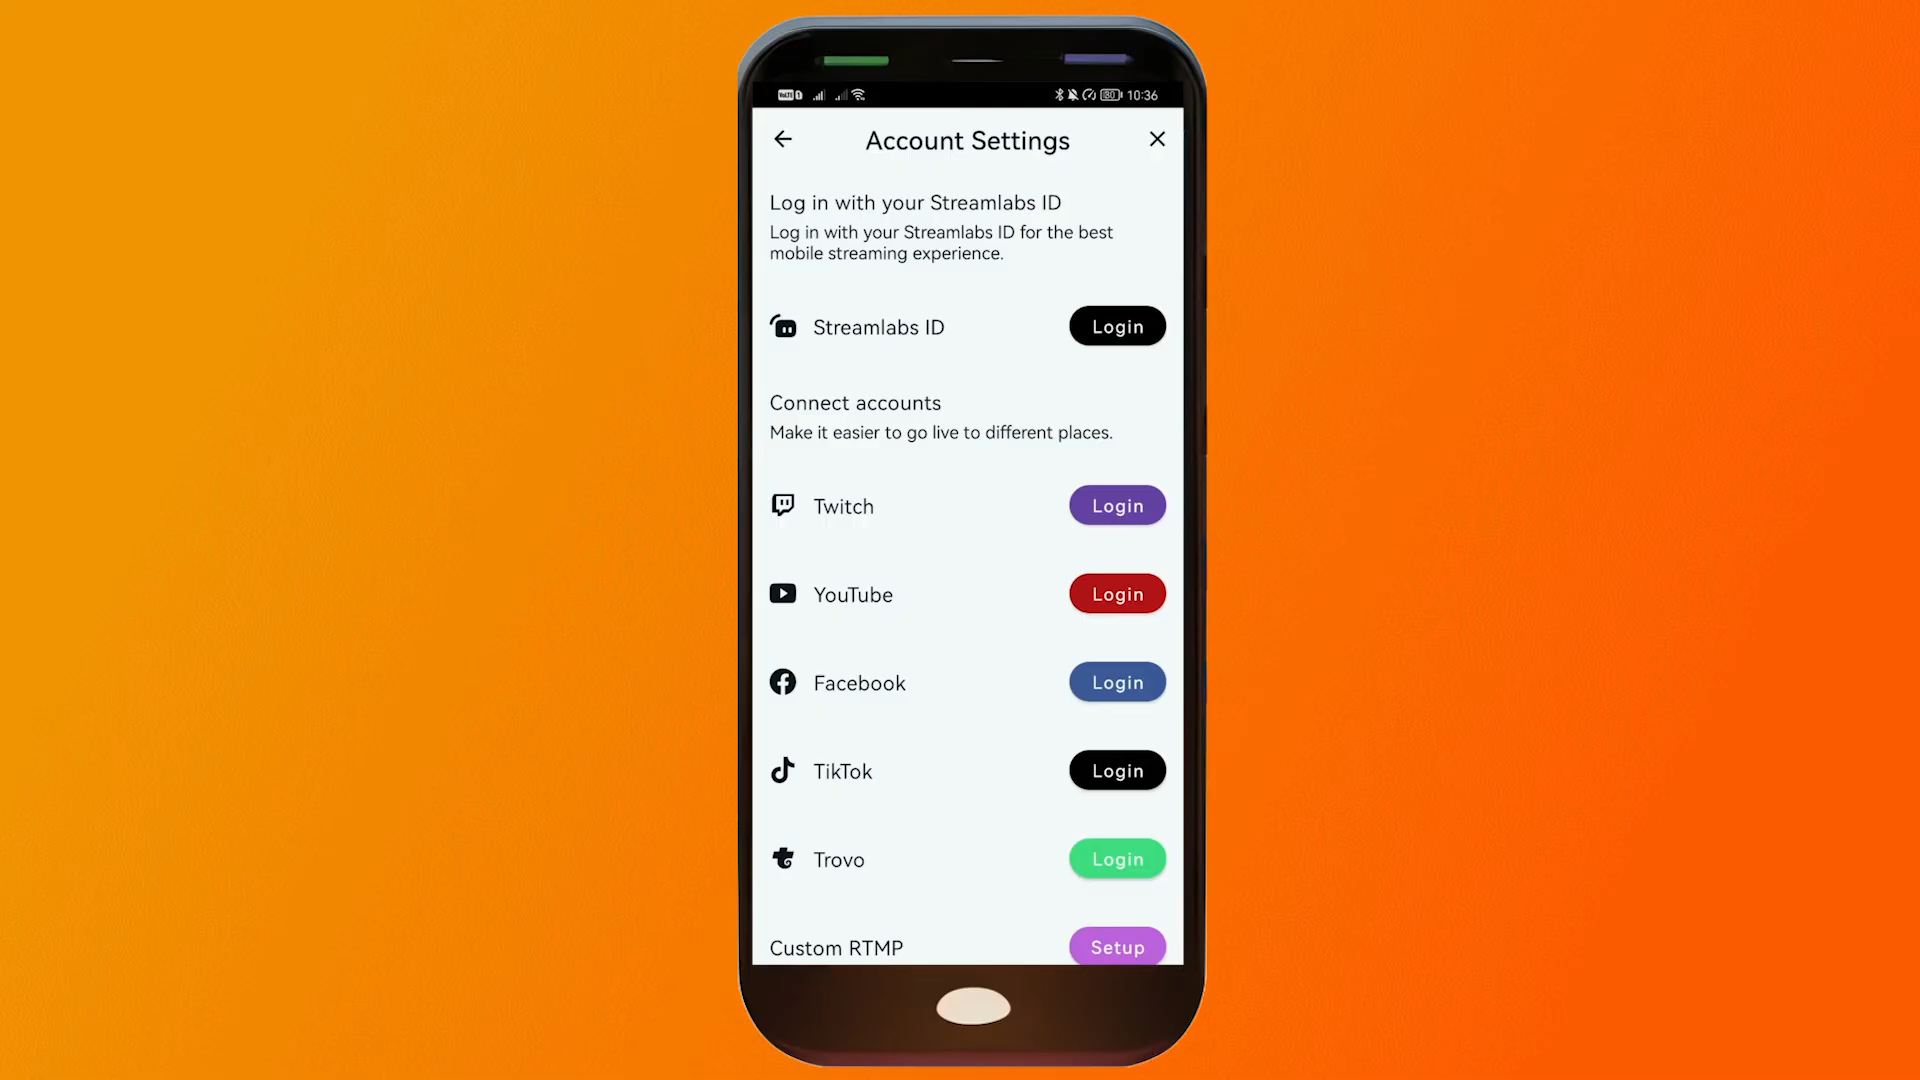 10:36
Account Settings
Log in with your Streamlabs ID
Log in with your Streamlabs ID for the best
mobile streaming experience.
Streamlabs ID Login
Connect accounts
Make it easier to go live to different places.
Twitch Login
YouTube Login
Facebook Login
TikTok Login
Trovo Login
Custom RTMP Setup